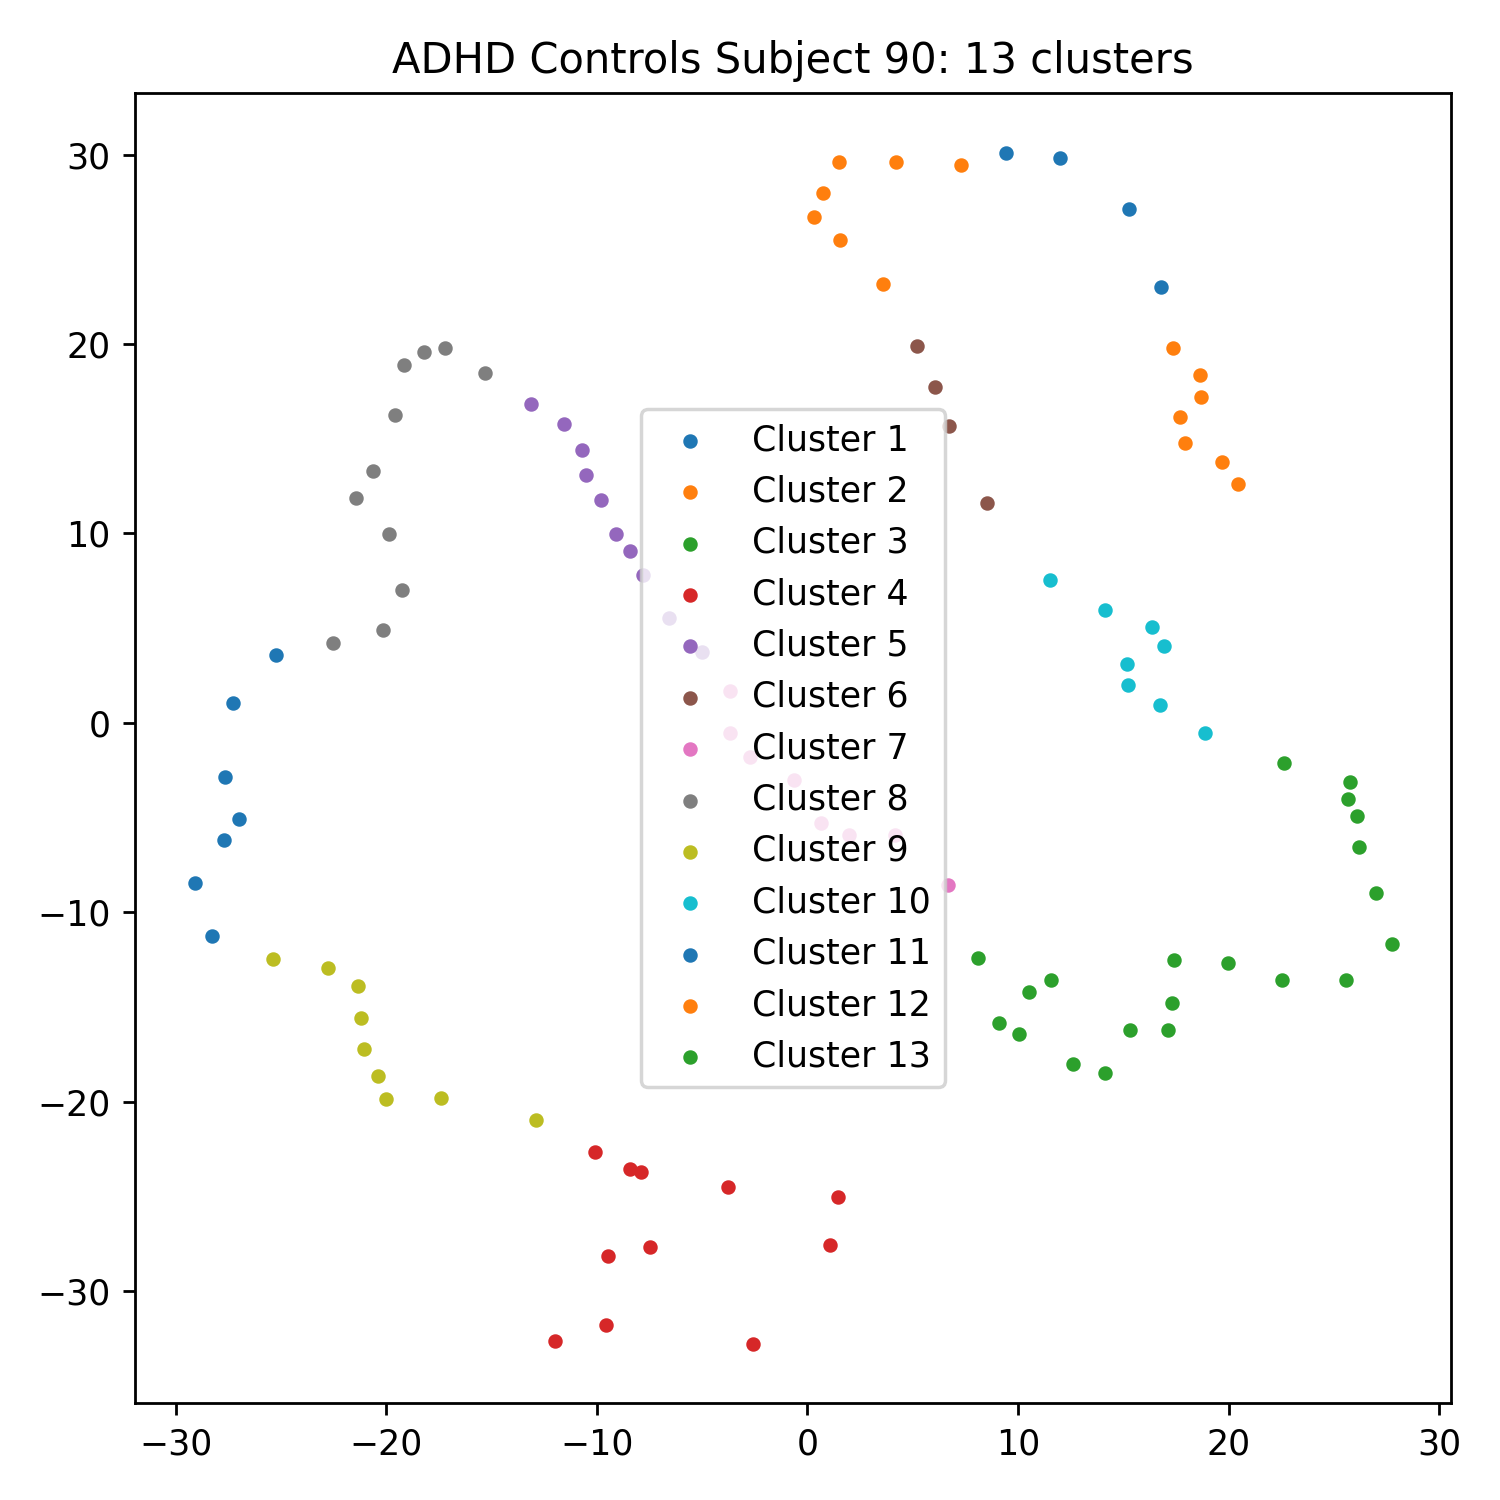 ADHD Controls Subject 90: 13 clusters
30
20
10
0
−10
−20
−30
Cluster 1
Cluster 2
Cluster 3
Cluster 4
Cluster 5
Cluster 6
Cluster 7
Cluster 8
Cluster 9
Cluster 10
Cluster 11
Cluster 12
Cluster 13
−30 −20 −10 0 10 20 30